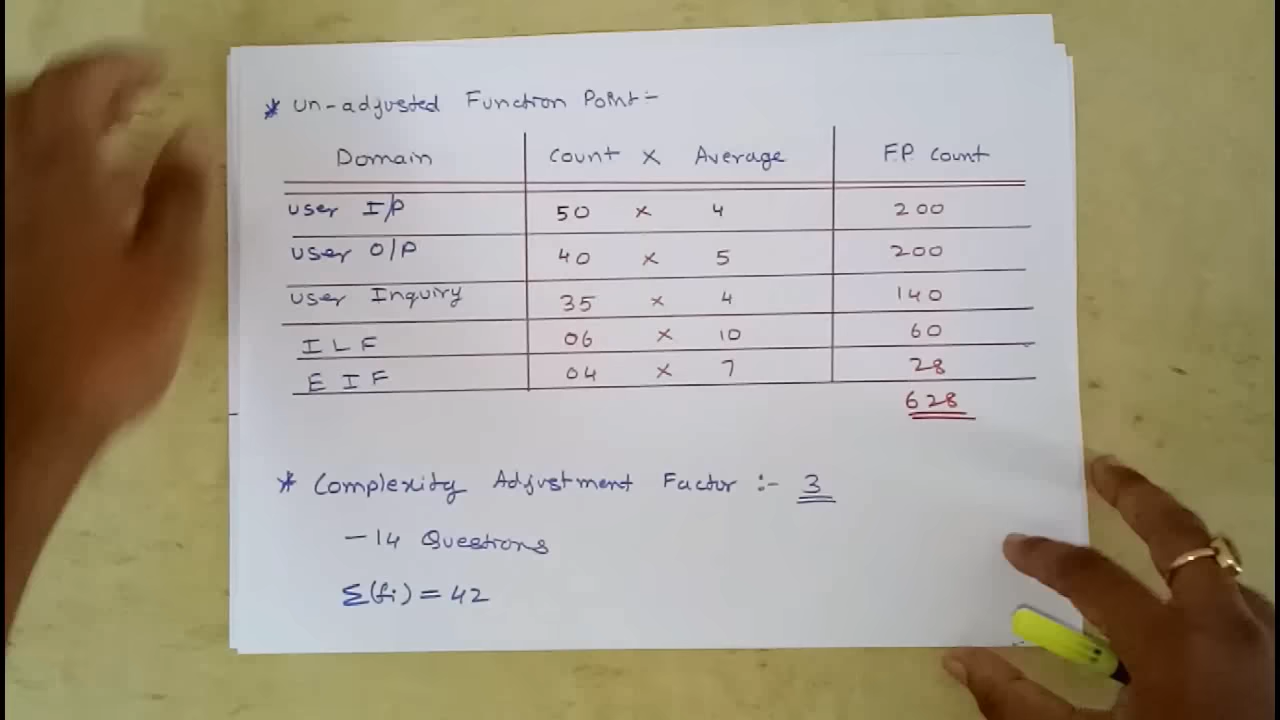 * Un-adjusted Function Point:-
Domain Count X Average F.P. Count
User I/P 50 x 4 200
User O/P 40 x 5 200
User Inquiry 35 x 4 140
ILF 06 x 10 60
EIF 04 x 7 28
628
* Complexity Adjustment Factor :- 3
- 14 Questions
Σ(fi) = 42